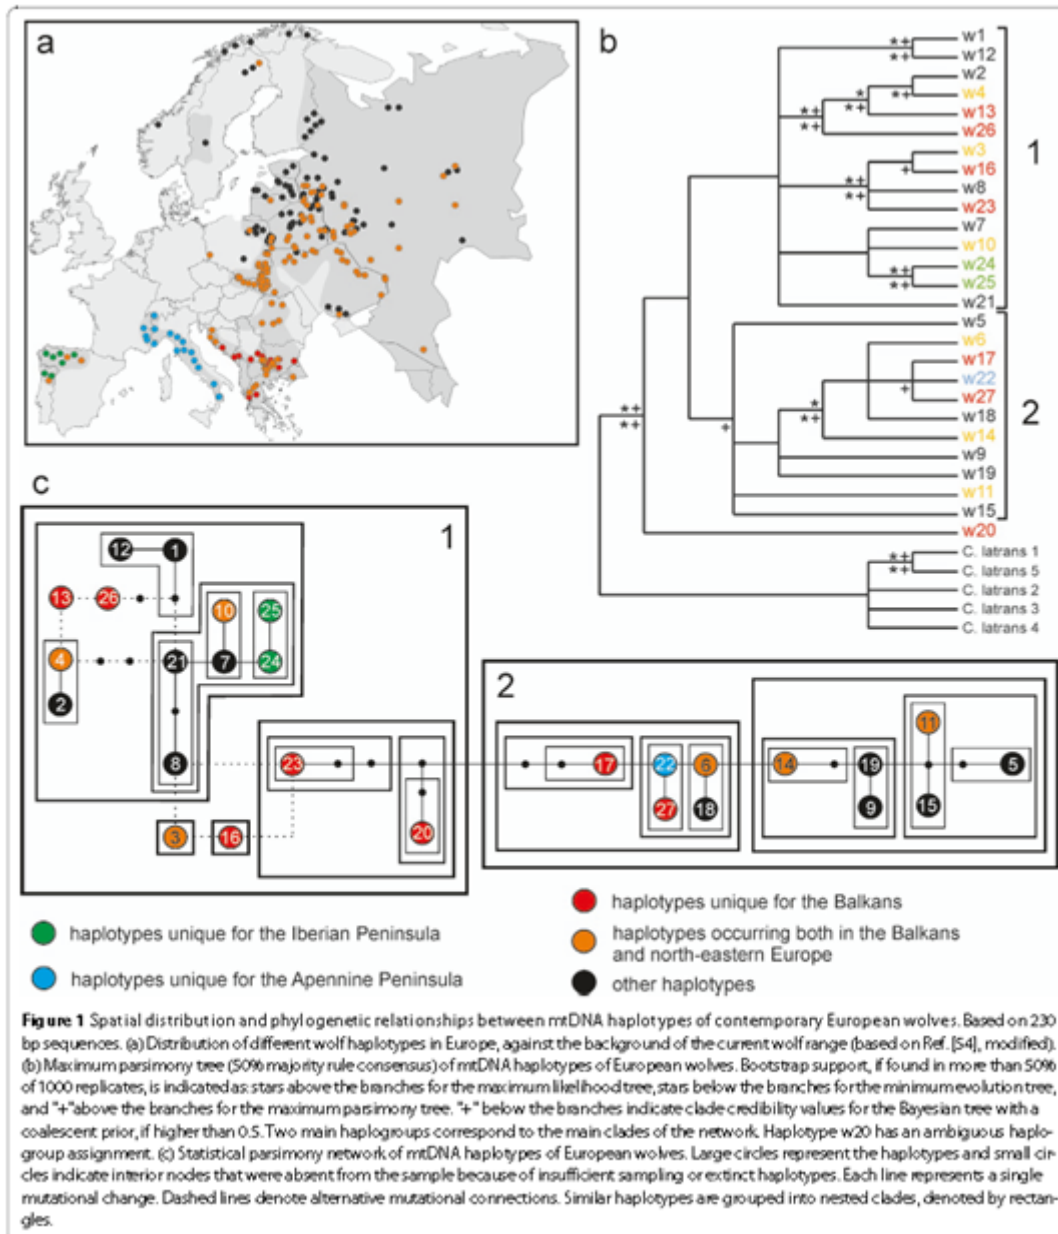 a
b
w1
w12
w2
w4
w13
w26
w3
w16
w8
w23
w7
w10
w24
w25
w21
1
w5
w6
w17
w22
w27
w18
w14
w9
w19
w11
w15
2
w20
C. latrans 1
C. latrans 5
C. latrans 2
C. latrans 3
C. latrans 4
c
1
12 1
13 26
10 25
4 21 7 24
2
8 23
3 16 20
2
17 22 6 14 19 11 5
27 18 9 15
haplotypes unique for the Iberian Peninsula
haplotypes unique for the Apennine Peninsula
haplotypes unique for the Balkans
haplotypes occurring both in the Balkans
and north-eastern Europe
other haplotypes
Figure 1 Spatial distribution and phylogenetic relationships between mtDNA haplotypes of contemporary European wolves. Based on 230
bp sequences. (a) Distribution of different wolf haplotypes in Europe, against the background of the current wolf range (based on Ref. [54], modified).
(b) Maximum parsimony tree (50% majority rule consensus) of mtDNA haplotypes of European wolves. Bootstrap support, if found in more than 50%
of 1000 replicates, is indicated as: stars above the branches for the maximum likelihood tree, stars below the branches for the minimum evolution tree,
and "+"above the branches for the maximum parsimony tree. "+" below the branches indicate clade credibility values for the Bayesian tree with a
coalescent prior, if higher than 0.5. Two main haplogroups correspond to the main clades of the network. Haplotype w20 has an ambiguous haplo-
group assignment. (c) Statistical parsimony network of mtDNA haplotypes of European wolves. Large circles represent the haplotypes and small cir-
cles indicate interior nodes that were absent from the sample because of insufficient sampling or extinct haplotypes. Each line represents a single
mutational change. Dashed lines denote alternative mutational connections. Similar haplotypes are grouped into nested clades, denoted by rectan-
gles.